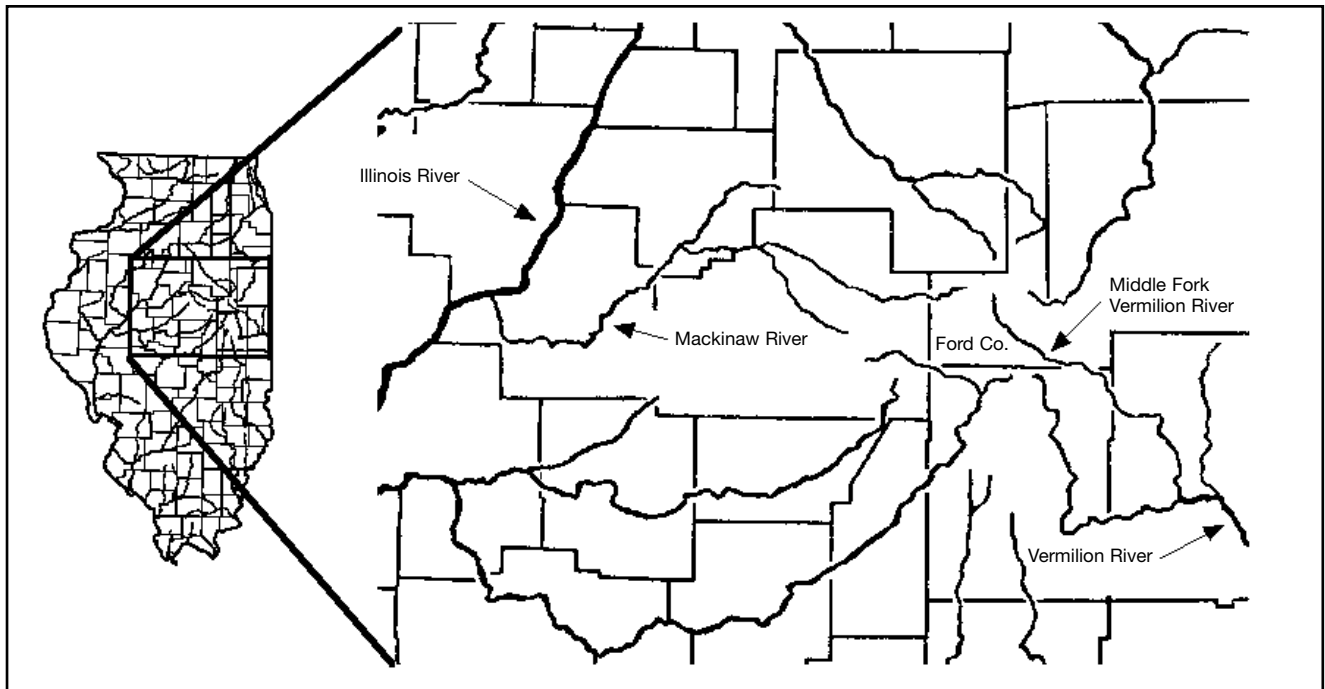 Illinois River
Mackinaw River
Middle Fork
Vermilion River
Ford Co.
Vermilion River